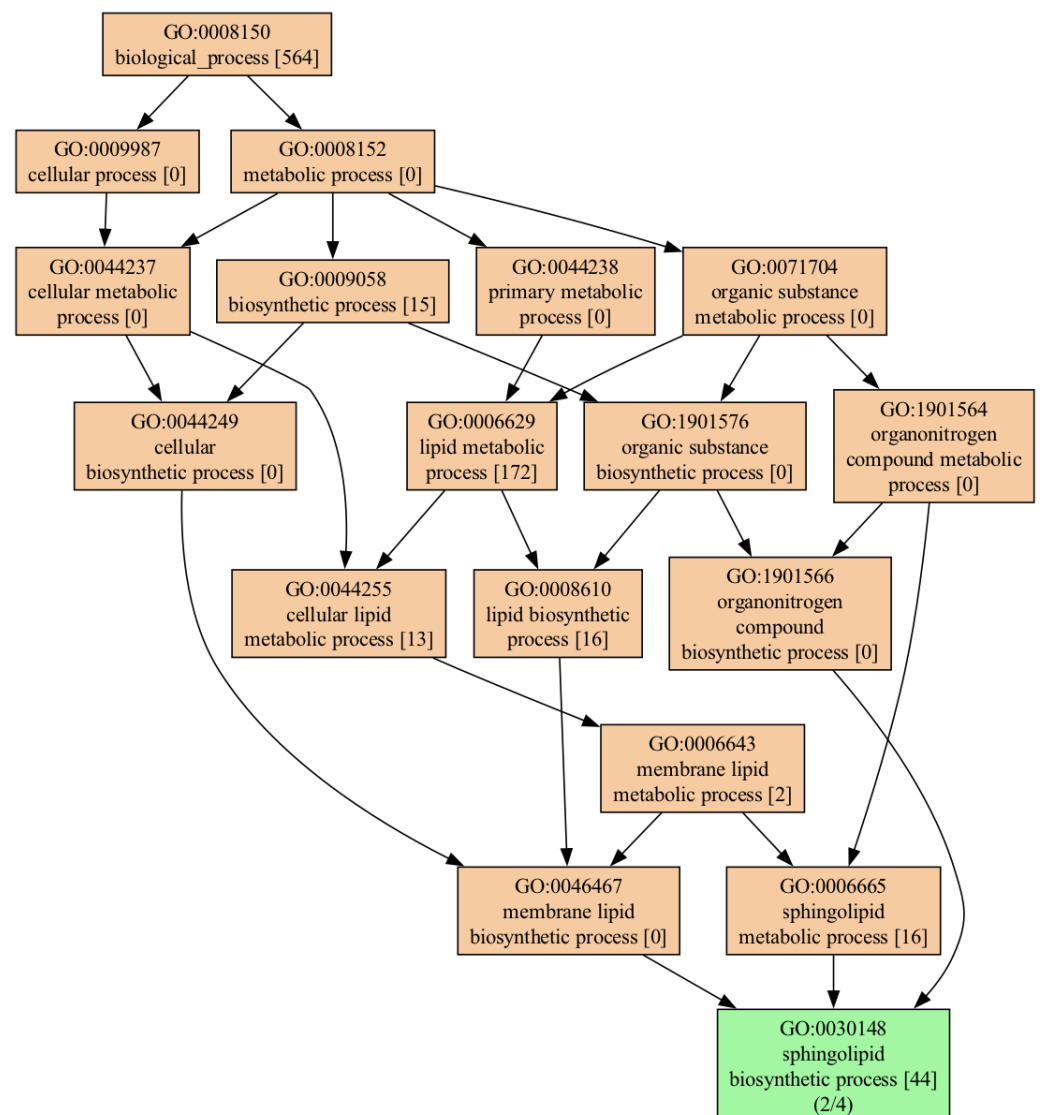 GO:0008150
biological_process [564]
GO:0009987
cellular process [0]
GO:0008152
metabolic process [0]
GO:0044237
cellular metabolic
process [0]
GO:0009058
biosynthetic process [15]
GO:0044238
primary metabolic
process [0]
GO:0071704
organic substance
metabolic process [0]
GO:0044249
cellular
biosynthetic process [0]
GO:0006629
lipid metabolic
process [172]
GO:1901576
organic substance
biosynthetic process [0]
GO:1901564
organonitrogen
compound metabolic
process [0]
GO:0044255
cellular lipid
metabolic process [13]
GO:0008610
lipid biosynthetic
process [16]
GO:1901566
organonitrogen
compound
biosynthetic process [0]
GO:0006643
membrane lipid
metabolic process [2]
GO:0046467
membrane lipid
biosynthetic process [0]
GO:0006665
sphingolipid
metabolic process [16]
GO:0030148
sphingolipid
biosynthetic process [44]
(2/4)